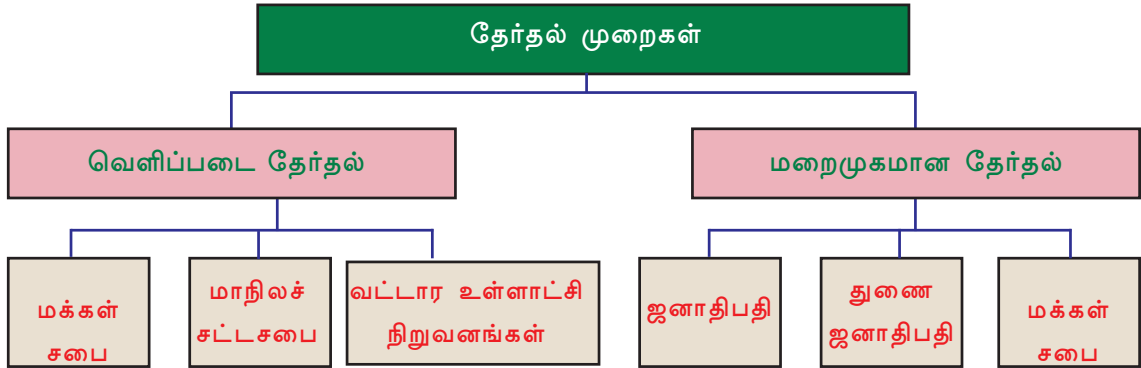 தேர்தல் முறைகள்
வெளிப்படை தேர்தல்
மறைமுகமான தேர்தல்
மக்கள்
சபை
மாநிலச்
சட்டசபை
வட்டார உள்ளாட்சி
நிறுவனங்கள்
ஜனாதிபதி
துணை
ஜனாதிபதி
மக்கள்
சபை